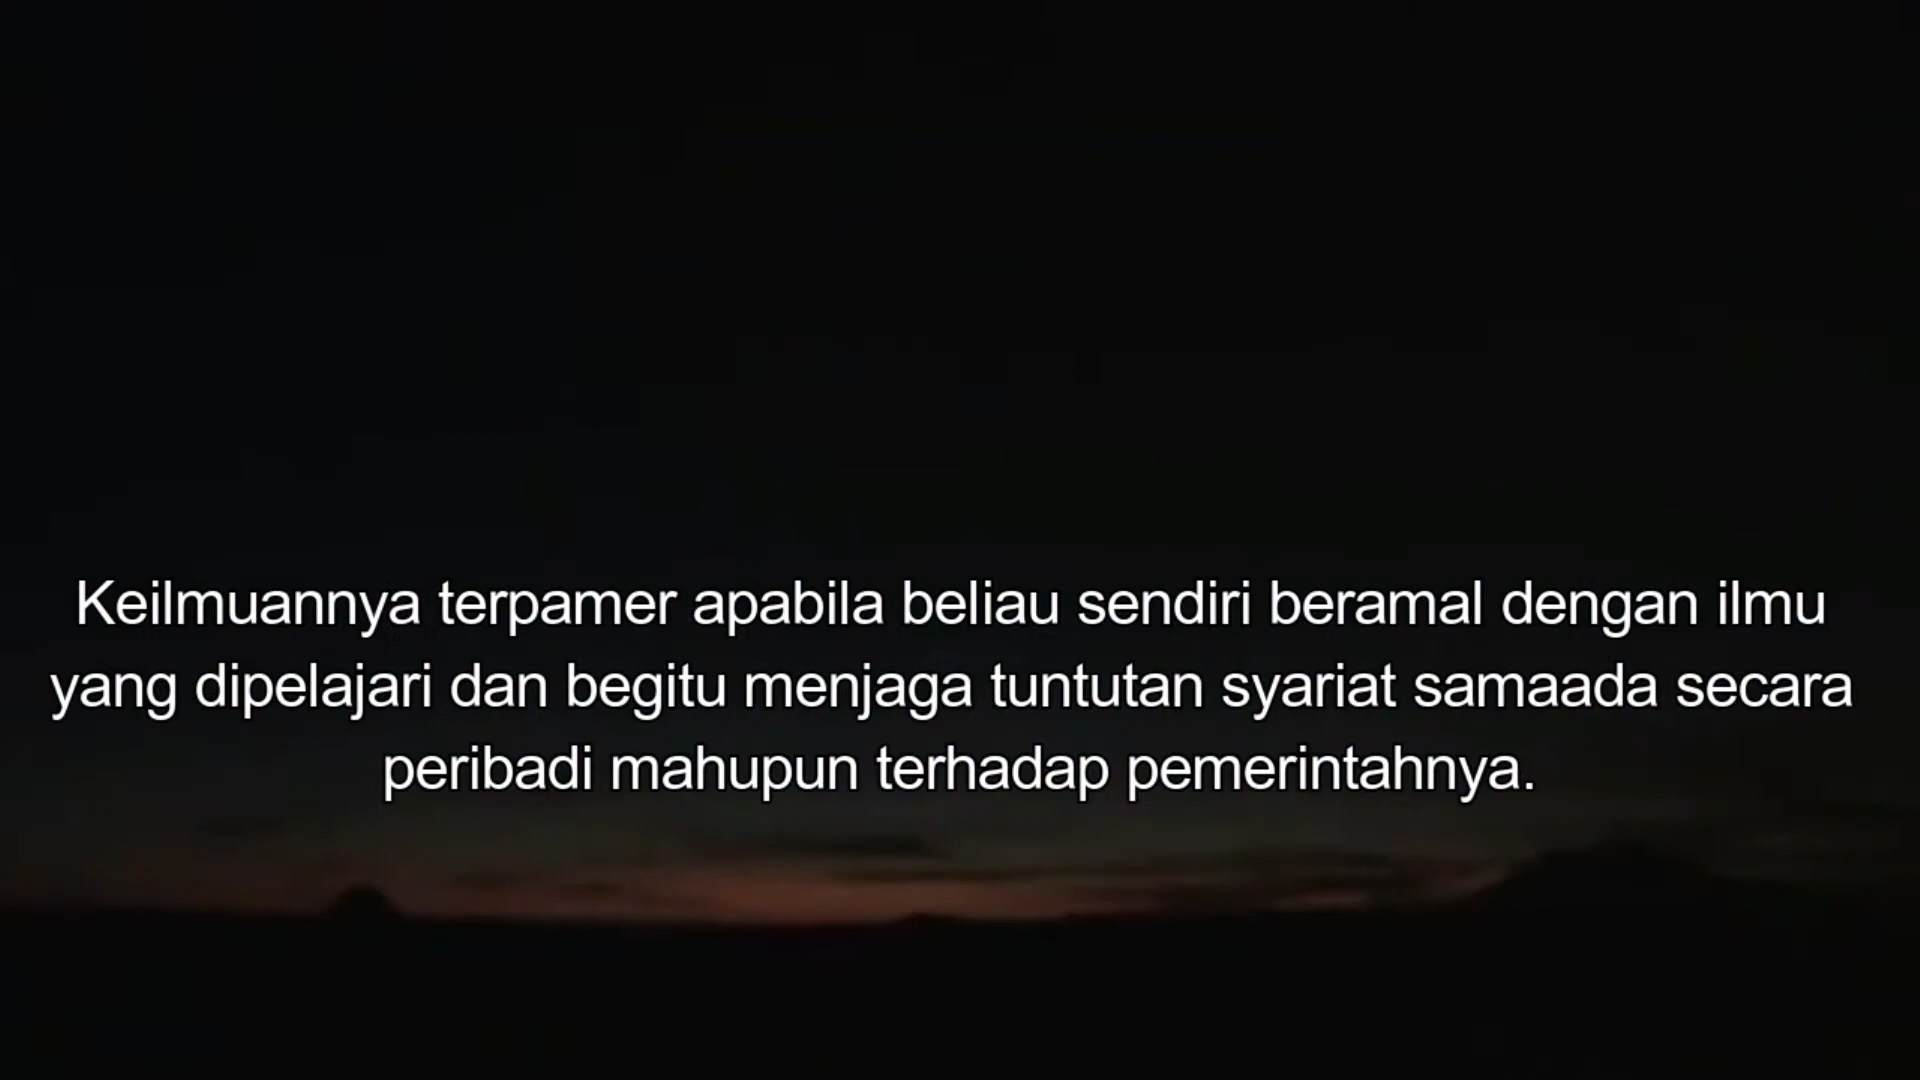 Keilmuannya terpamer apabila beliau sendiri beramal dengan ilmu
yang dipelajari dan begitu menjaga tuntutan syariat samaada secara
peribadi mahupun terhadap pemerintahnya.